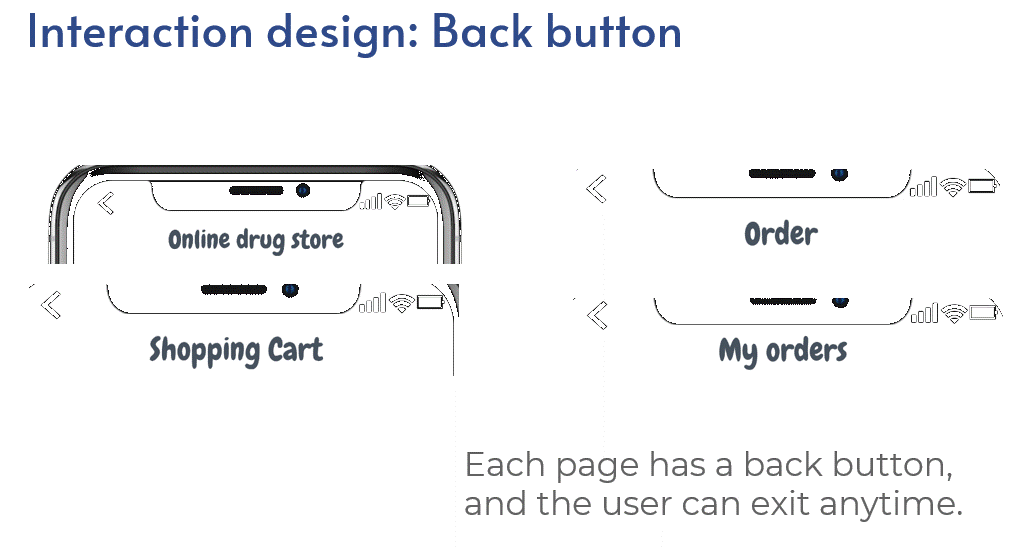 Interaction design: Back button
Online drug store
Order
Shopping Cart
My orders
Each page has a back button,
and the user can exit anytime.